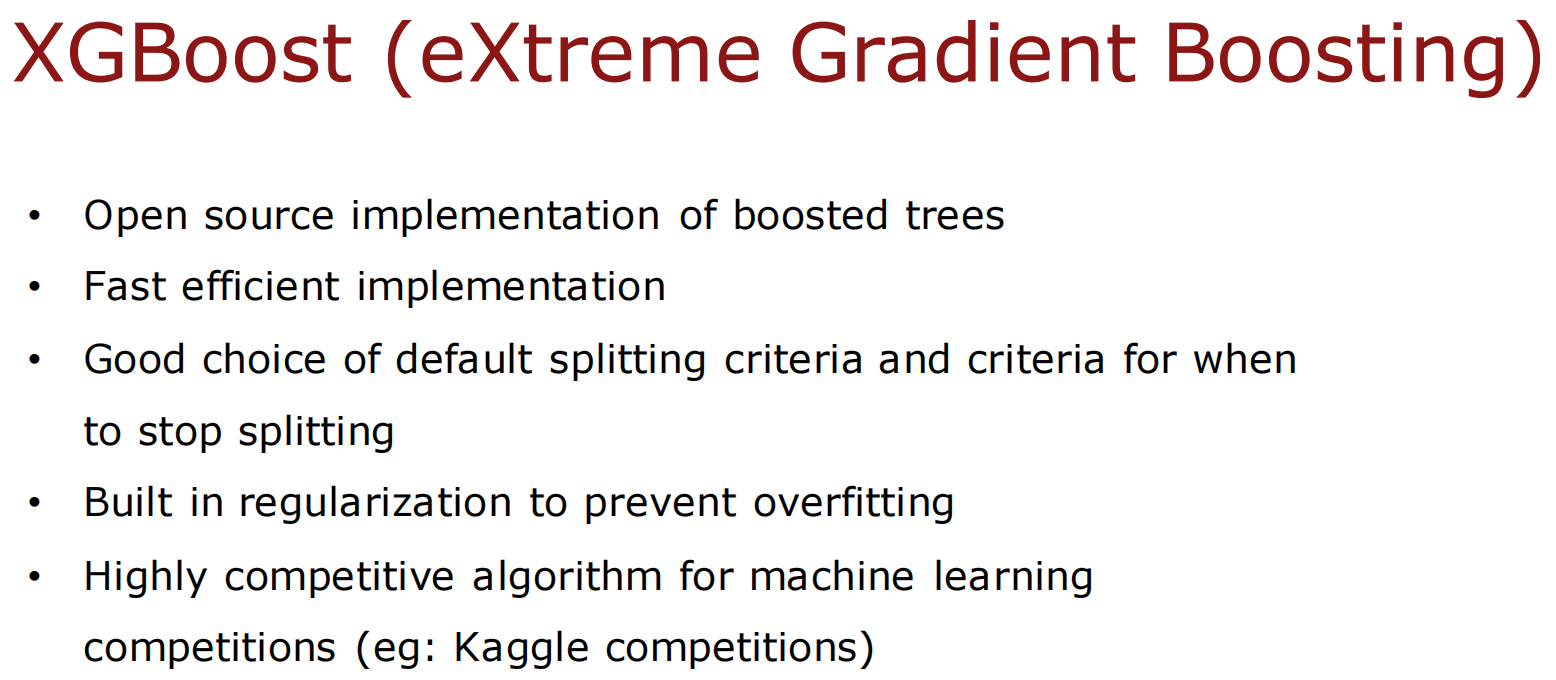 XGBoost (eXtreme Gradient Boosting)
• Open source implementation of boosted trees
• Fast efficient implementation
• Good choice of default splitting criteria and criteria for when
to stop splitting
• Built in regularization to prevent overfitting
• Highly competitive algorithm for machine learning
competitions (eg: Kaggle competitions)